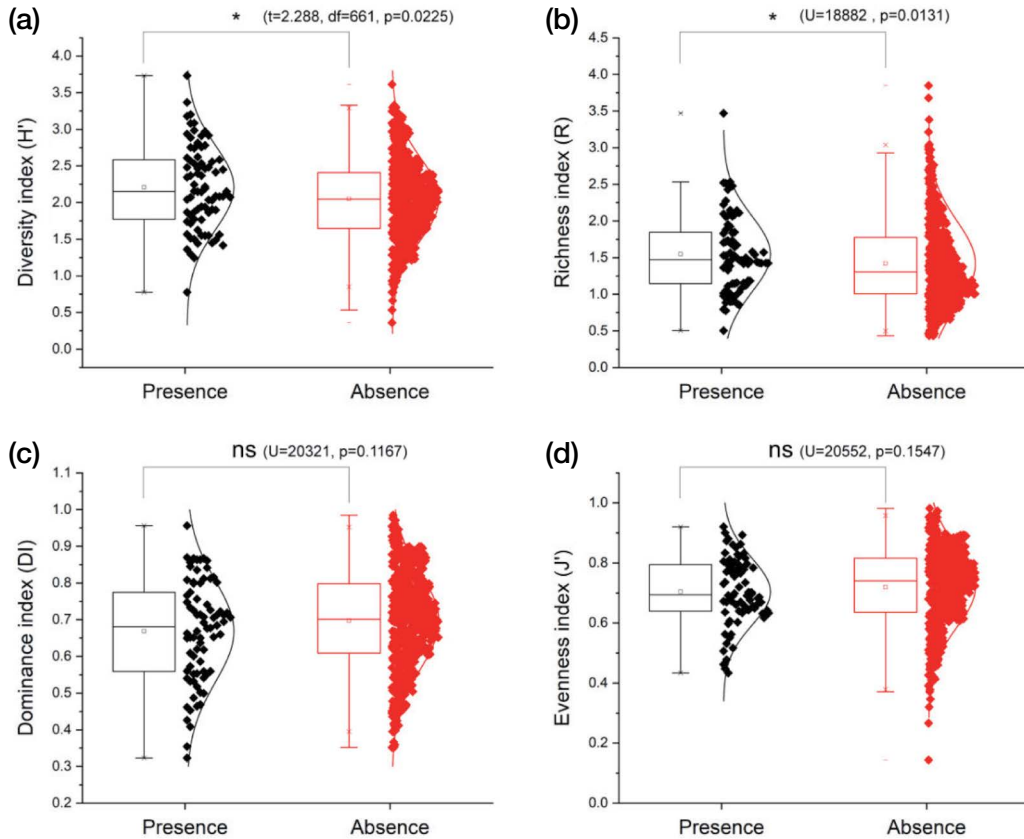 (a)
* (t=2.288, df=661, p=0.0225)
Diversity index (H')
4.0
3.5
3.0
2.5
2.0
1.5
1.0
0.5
0.0
Presence Absence
(b)
* (U=18882 , p=0.0131)
Richness index (R)
4.5
4.0
3.5
3.0
2.5
2.0
1.5
1.0
0.5
0.0
Presence Absence
(c)
ns (U=20321, p=0.1167)
Dominance index (DI)
1.1
1.0
0.9
0.8
0.7
0.6
0.5
0.4
0.3
0.2
Presence Absence
(d)
ns (U=20552, p=0.1547)
Evenness index (J')
1.0
0.8
0.6
0.4
0.2
0.0
Presence Absence